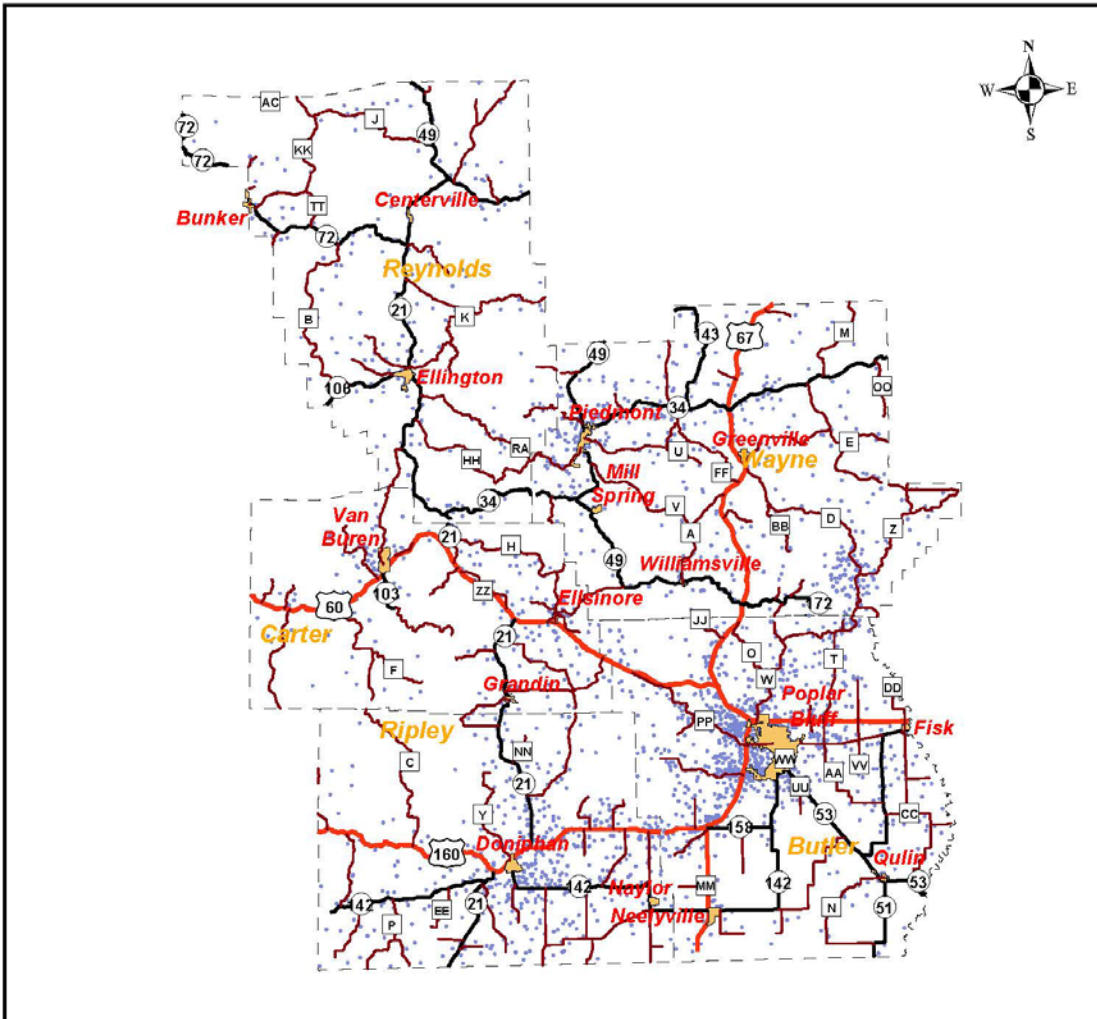 N
W E
S
AC
72
J
49
72
KK
Centerville
Bunker
TT
72
Reynolds
21
B
K
43
67
M
49
Ellington
106
OO
34
Piedmont
Greenville
E
RA
U
Wayne
HH
FF
Mill
Spring
34
V
D
Van
Buren
BB
Z
A
21
H
49
Williamsville
ZZ
103
Ellsinore
72
60
JJ
Carter
21
O
T
F
W
Grandin
Poplar
Bluff
DD
PP
Fisk
Ripley
NN
WW
C
AA
VV
21
UU
Y
53
CC
158
Doniphan
160
Butler
Qulin
142
Naylor
MM
142
53
21
142
EE
Neelyville
N
51
P